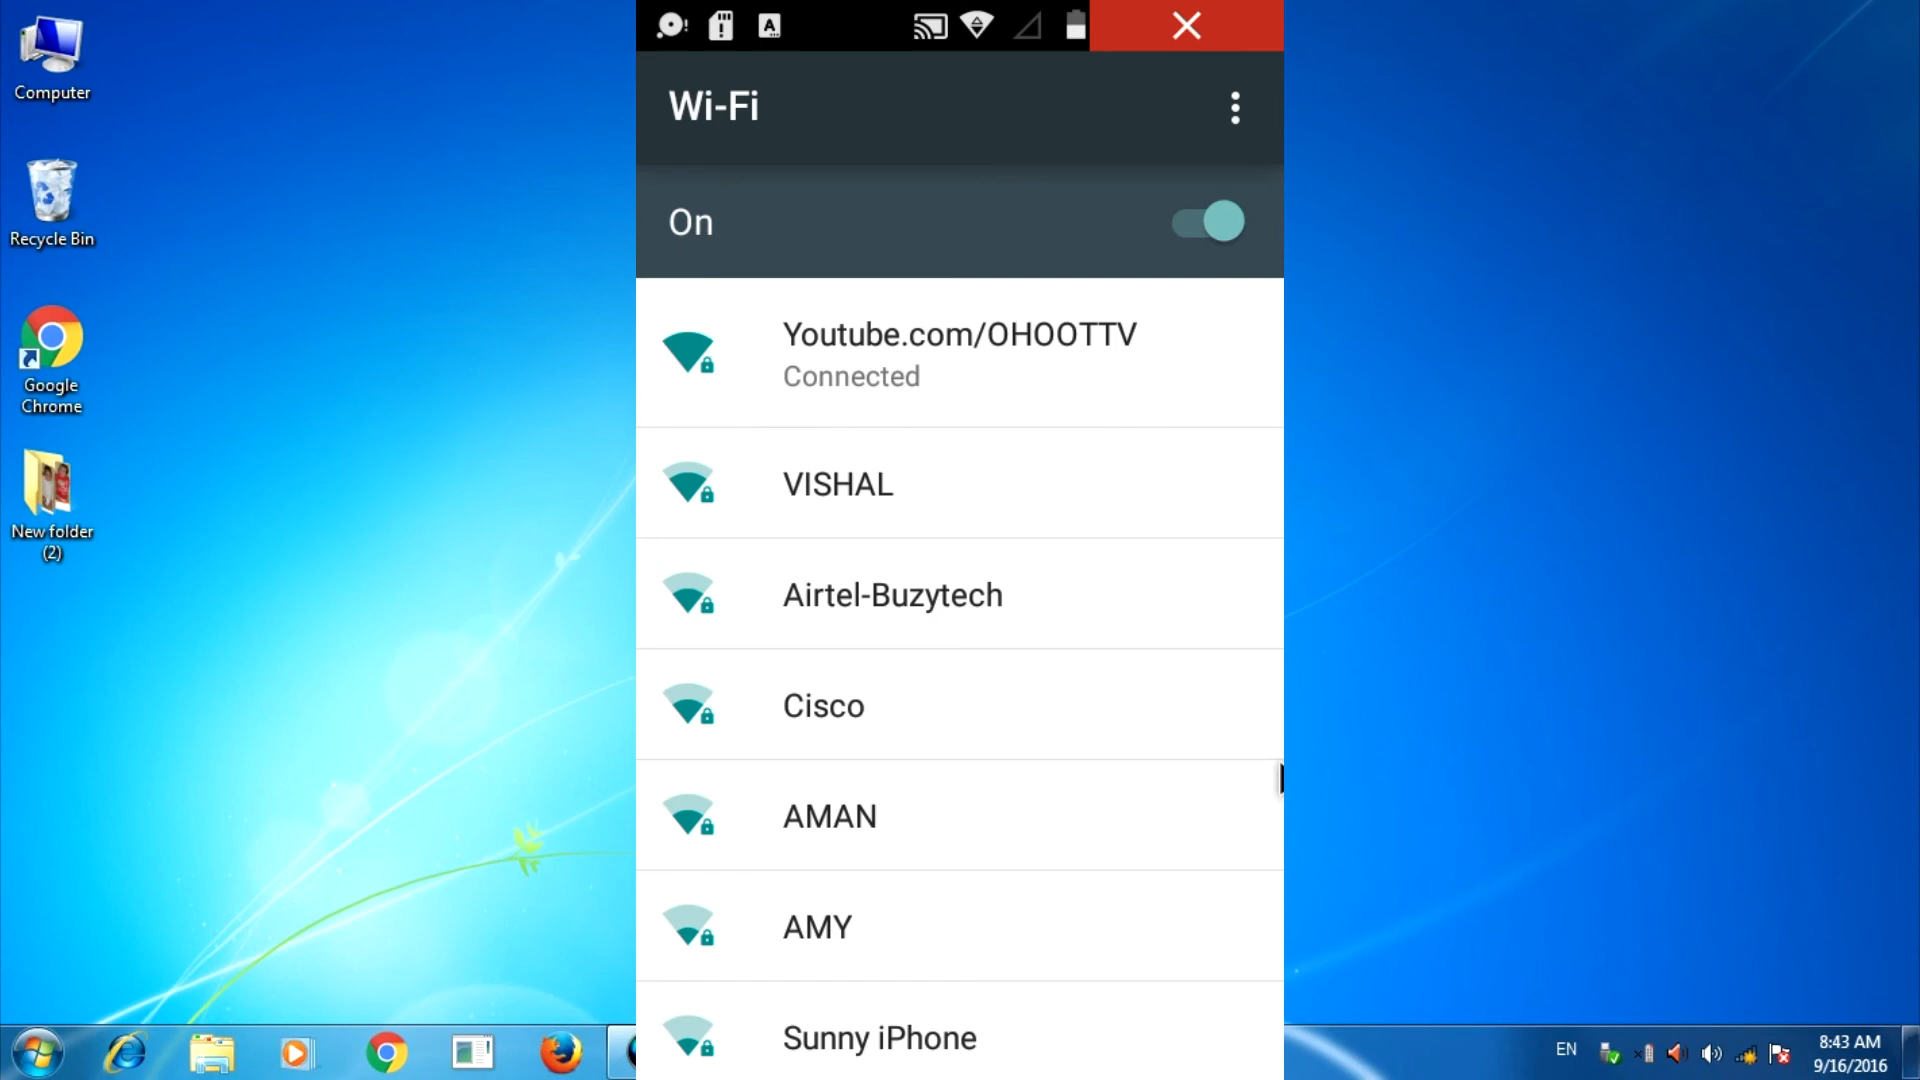 Computer
Recycle Bin
Google
Chrome
New folder
(2)
A
Wi-Fi
On
Youtube.com/OHOOTTV
Connected
VISHAL
Airtel-Buzytech
Cisco
AMAN
AMY
Sunny iPhone
EN
8:43 AM
9/16/2016